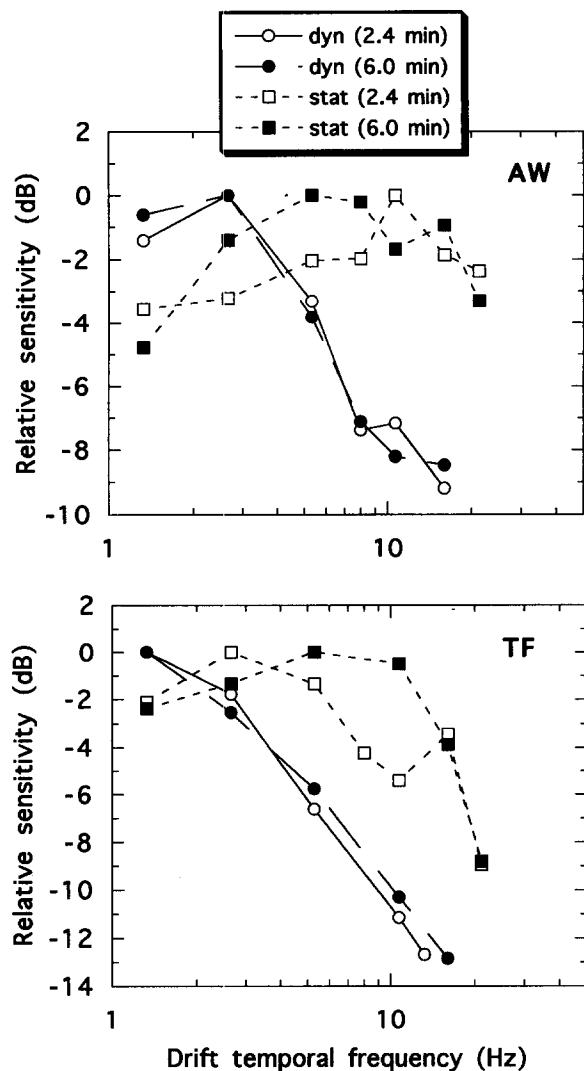 dyn (2.4 min)
dyn (6.0 min)
stat (2.4 min)
stat (6.0 min)
AW
Relative sensitivity (dB)
2
0
-2
-4
-6
-8
-10
1
10
TF
Relative sensitivity (dB)
2
0
-2
-4
-6
-8
-10
-12
-14
1
10
Drift temporal frequency (Hz)